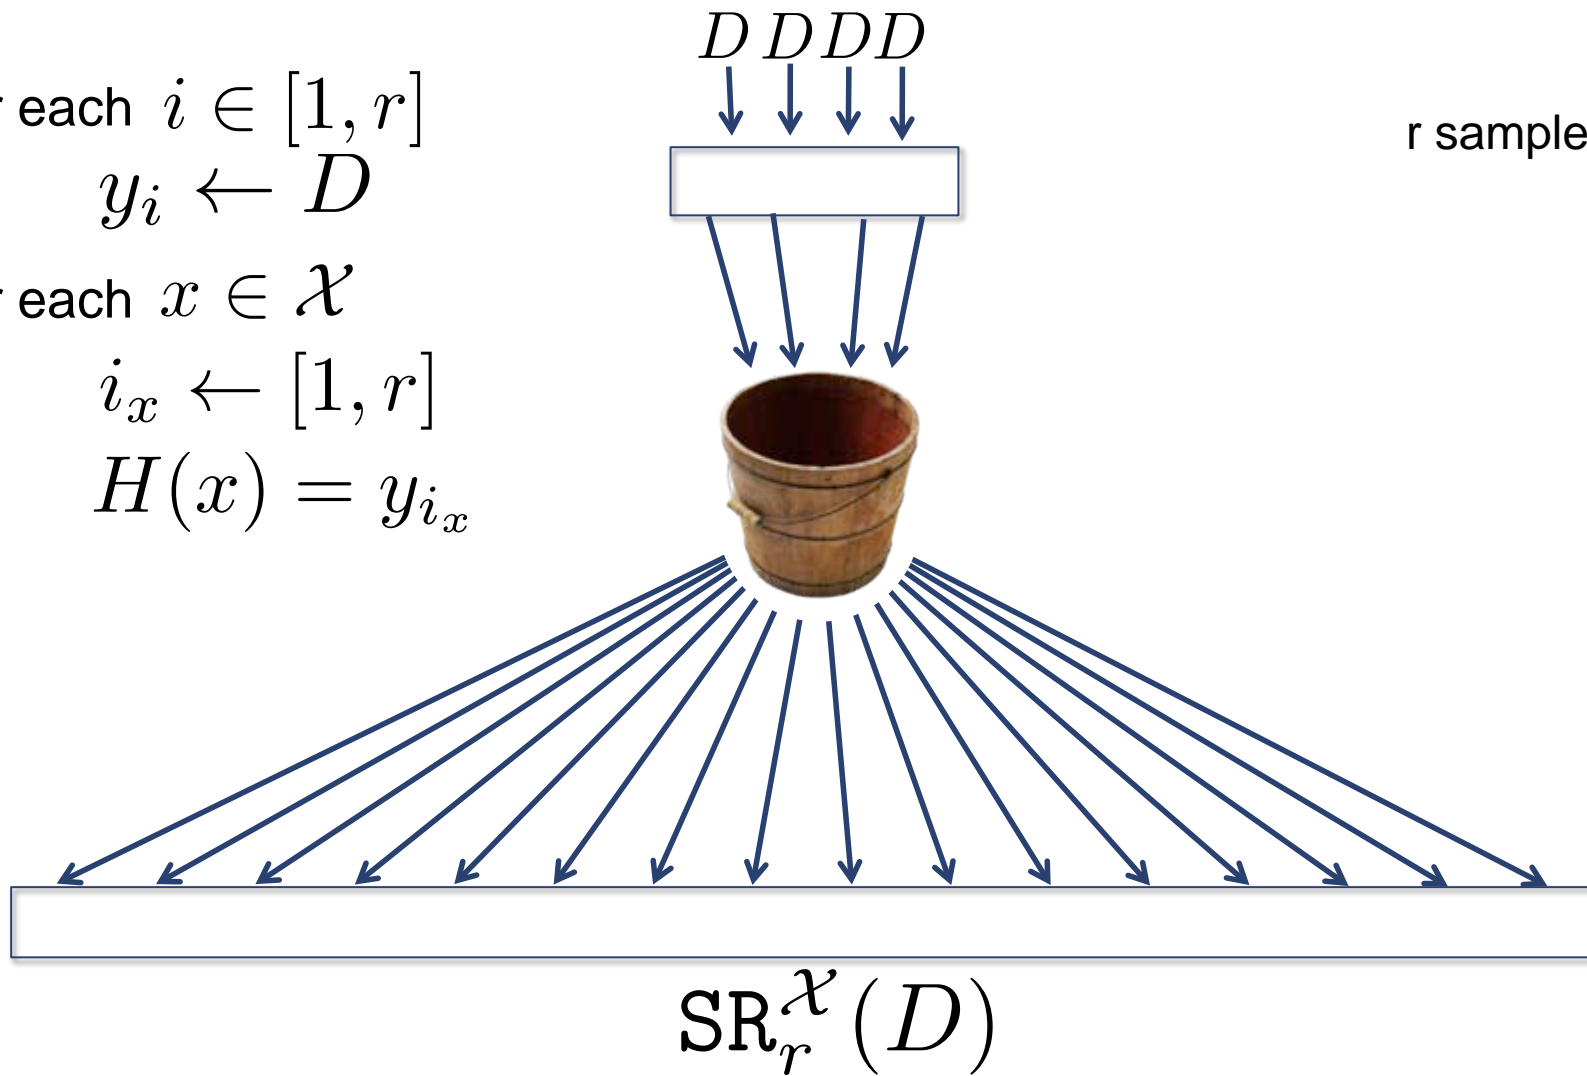 D D D D
r each i ∈ [1, r]
r sample
y_i ← D
r each x ∈ 𝒳
i_x ← [1, r]
H(x) = y_{i_x}
SR_r^𝒳(D)